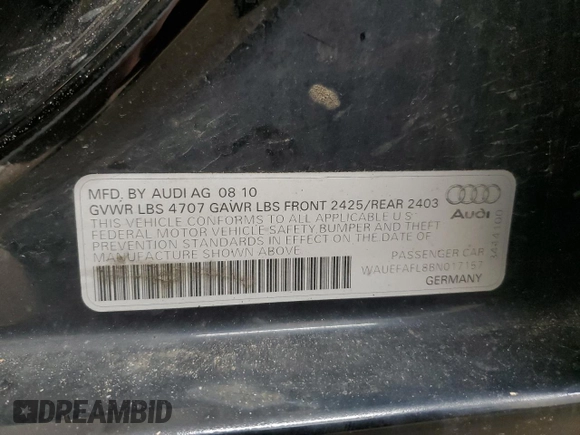 MFD. BY AUDI AG 08 10
GVWR LBS 4707 GAWR LBS FRONT 2425/REAR 2403
THIS VEHICLE CONFORMS TO ALL APPLICABLE U S
FEDERAL MOTOR VEHICLE SAFETY BUMPER AND THEFT
PREVENTION STANDARDS IN EFFECT ON THE DATE OF
MANUFACTURE SHOWN ABOVE
Audi
PASSENGER CAR
WAUEFAFL8BN017157
GERMANY
DREAMBID